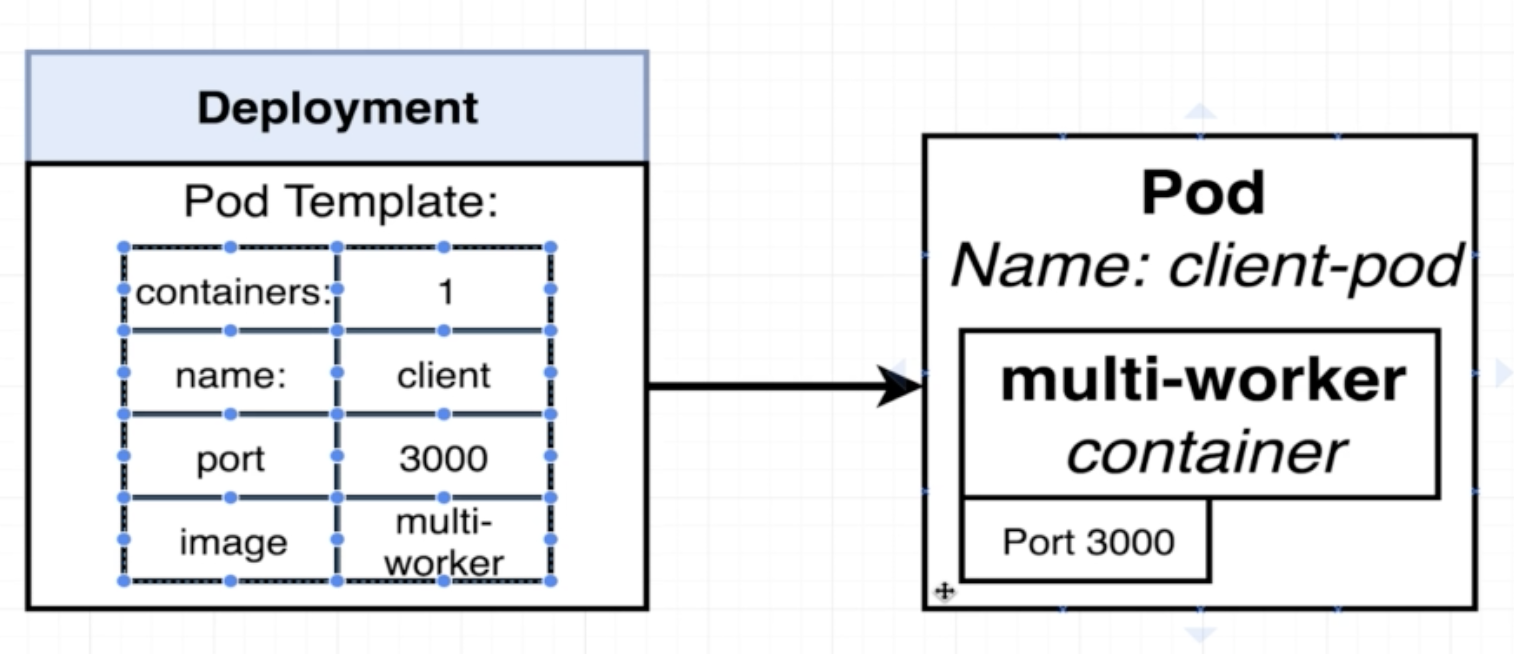 Deployment
Pod Template:
containers: 1
name: client
port 3000
image multi-
worker
Pod
Name: client-pod
multi-worker
container
Port 3000